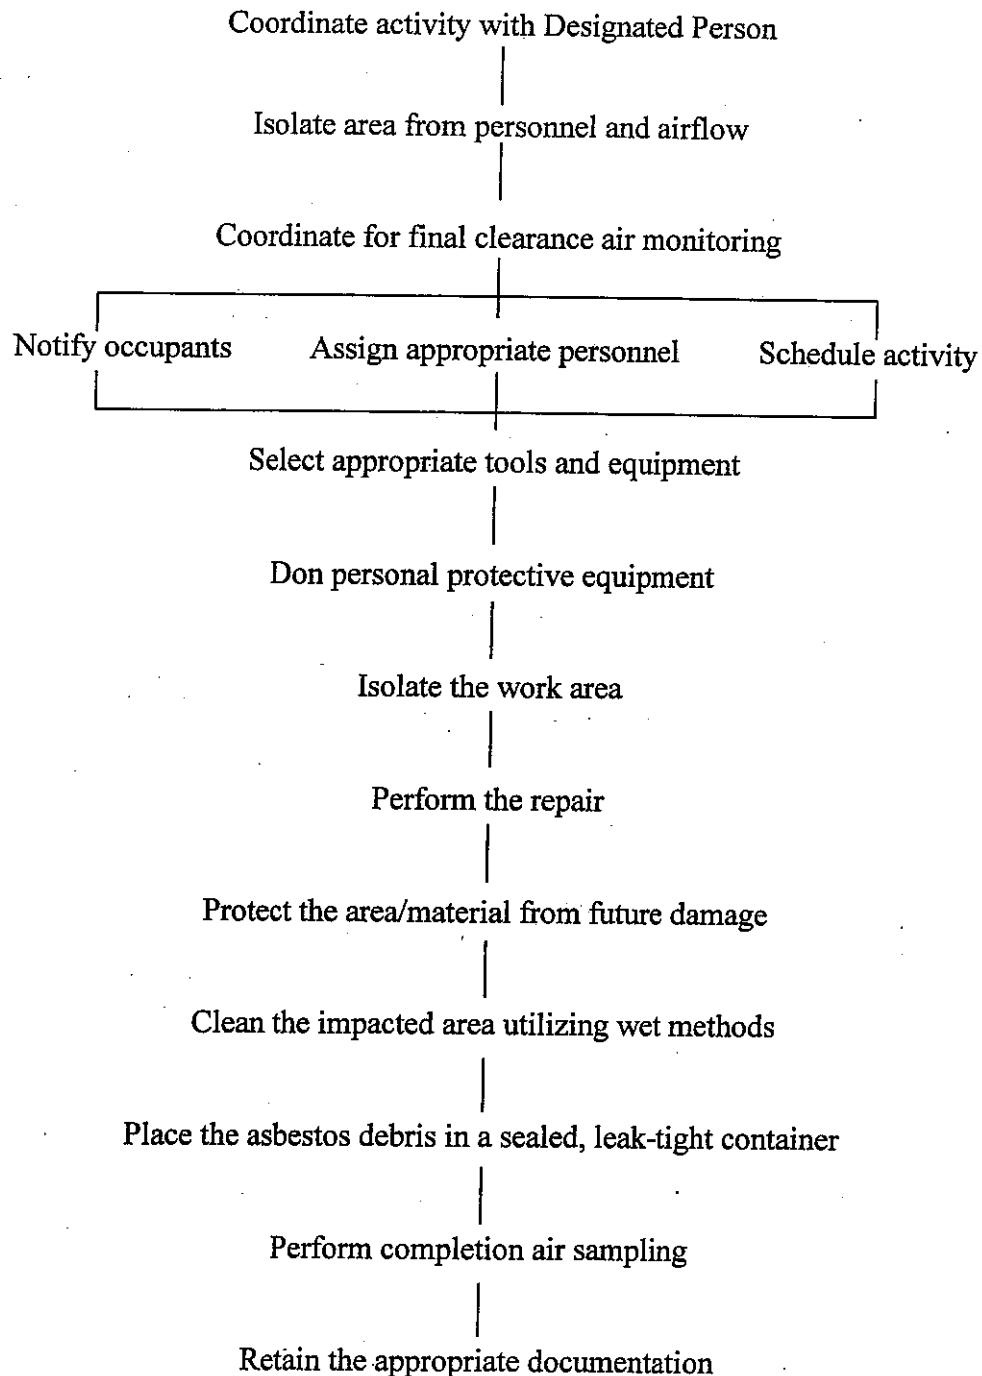 Coordinate activity with Designated Person
Isolate area from personnel and airflow
Coordinate for final clearance air monitoring
Notify occupants
Assign appropriate personnel
Schedule activity
Select appropriate tools and equipment
Don personal protective equipment
Isolate the work area
Perform the repair
Protect the area/material from future damage
Clean the impacted area utilizing wet methods
Place the asbestos debris in a sealed, leak-tight container
Perform completion air sampling
Retain the appropriate documentation